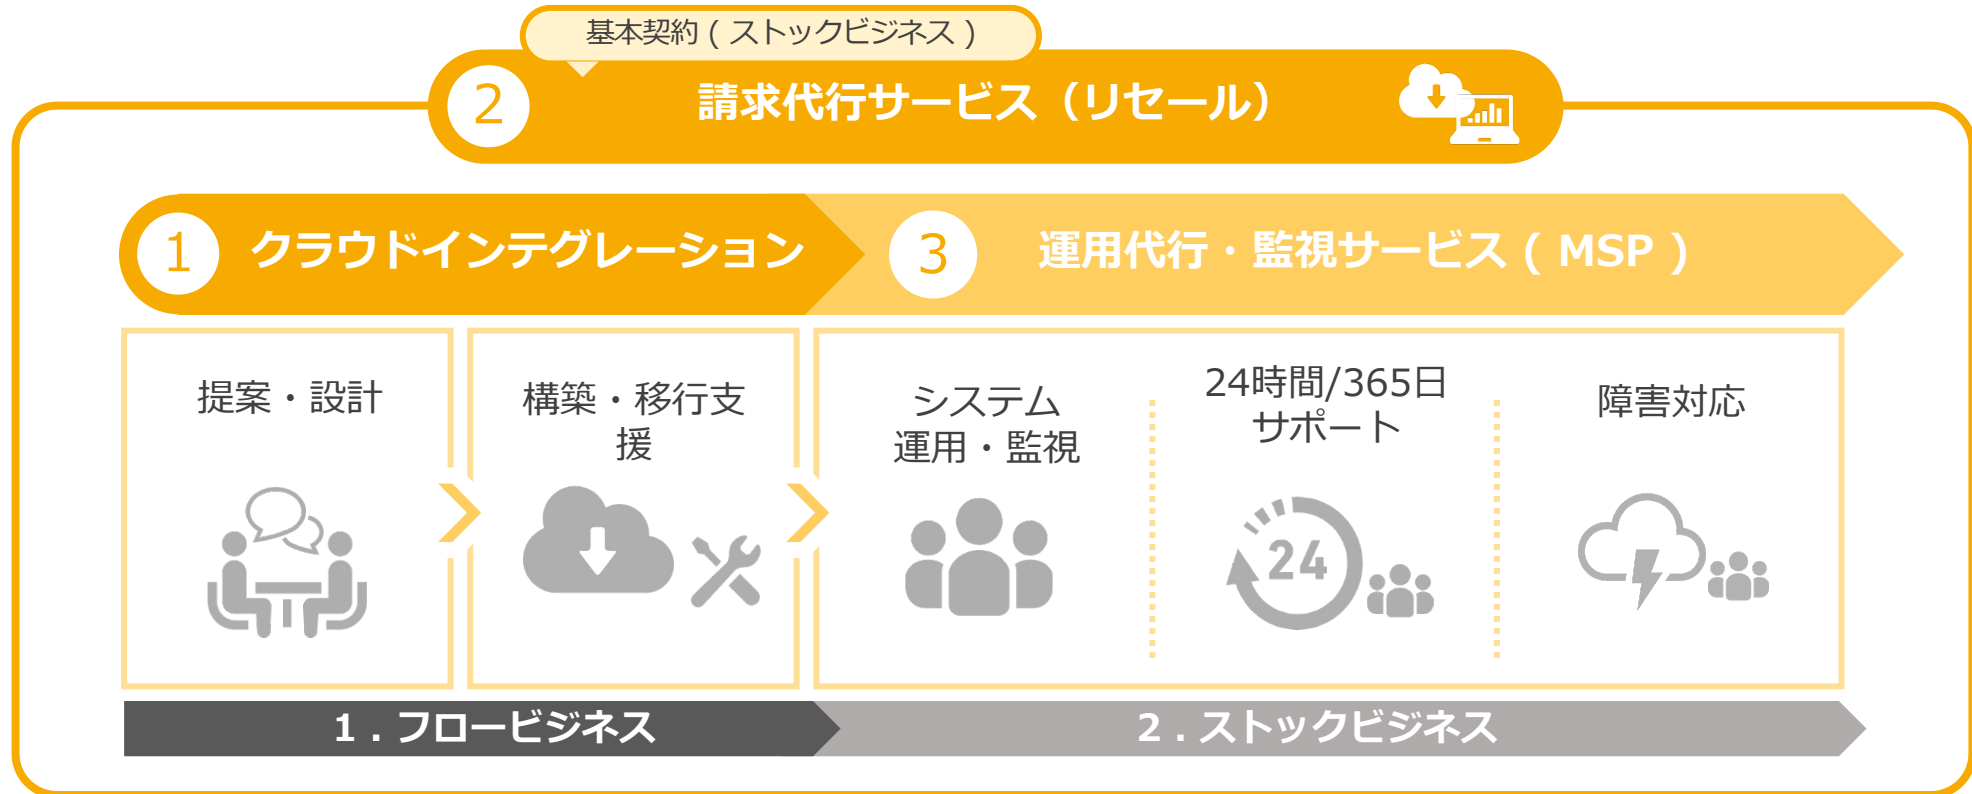 基本契約 ( ストックビジネス )
2
請求代行サービス（リセール）
1
クラウドインテグレーション
3
運用代行・監視サービス ( MSP )
提案・設計
構築・移行支
援
システム
運用・監視
24時間/365日
サポート
24
障害対応
1．フロービジネス
2．ストックビジネス